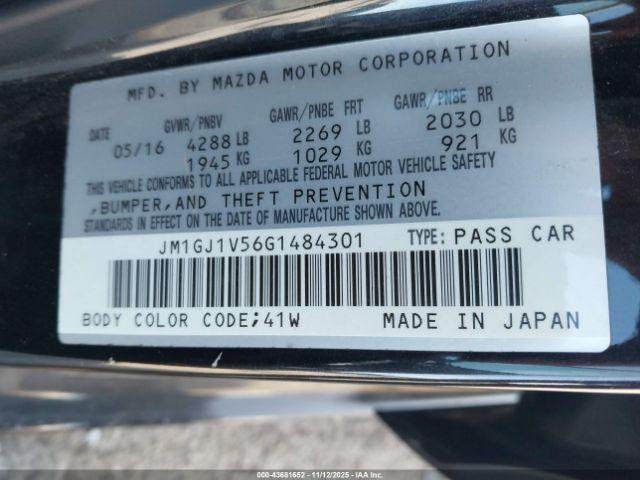 MFD. BY MAZDA MOTOR CORPORATION
DATE GVWR/PNBV GAWR/PNBE FRT GAWR/PNBE RR
05/16 4288 LB 2269 LB 2030 LB
1945 KG 1029 KG 921 KG
THIS VEHICLE CONFORMS TO ALL APPLICABLE FEDERAL MOTOR VEHICLE SAFETY
,BUMPER,AND THEFT PREVENTION
STANDARDS IN EFFECT ON THE DATE OF MANUFACTURE SHOWN ABOVE.
JM1GJ1V56G1484301 TYPE: PASS CAR
BODY COLOR CODE;41W MADE IN JAPAN
00-43681652 - 11/12/2025 - IAA Inc.